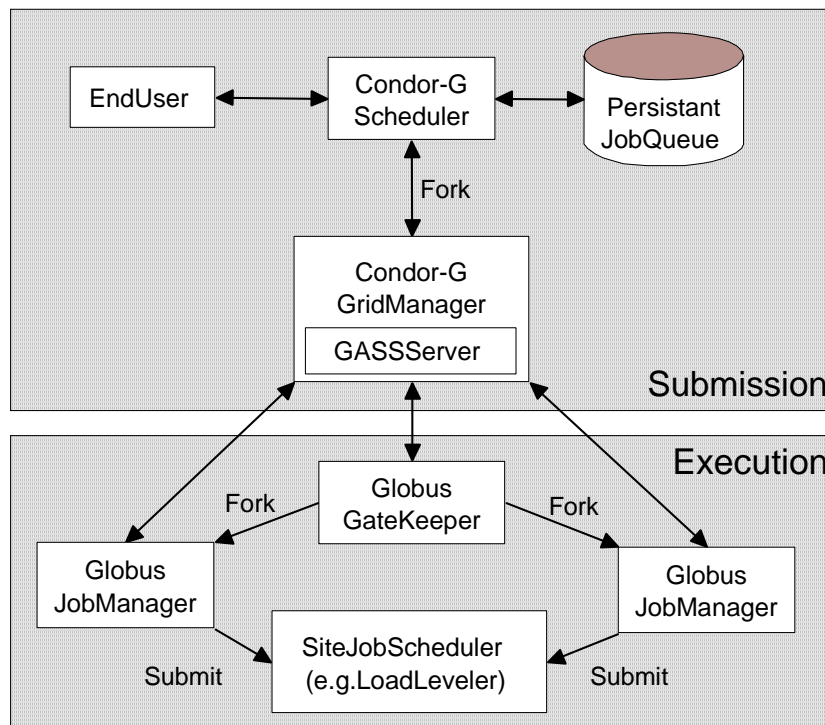 EndUser
Condor-G
Scheduler
Persistant
JobQueue
Fork
Condor-G
GridManager
GASSServer
Submission
Execution
Globus
GateKeeper
Fork
Fork
Globus
JobManager
Globus
JobManager
SiteJobScheduler
(e.g.LoadLeveler)
Submit
Submit